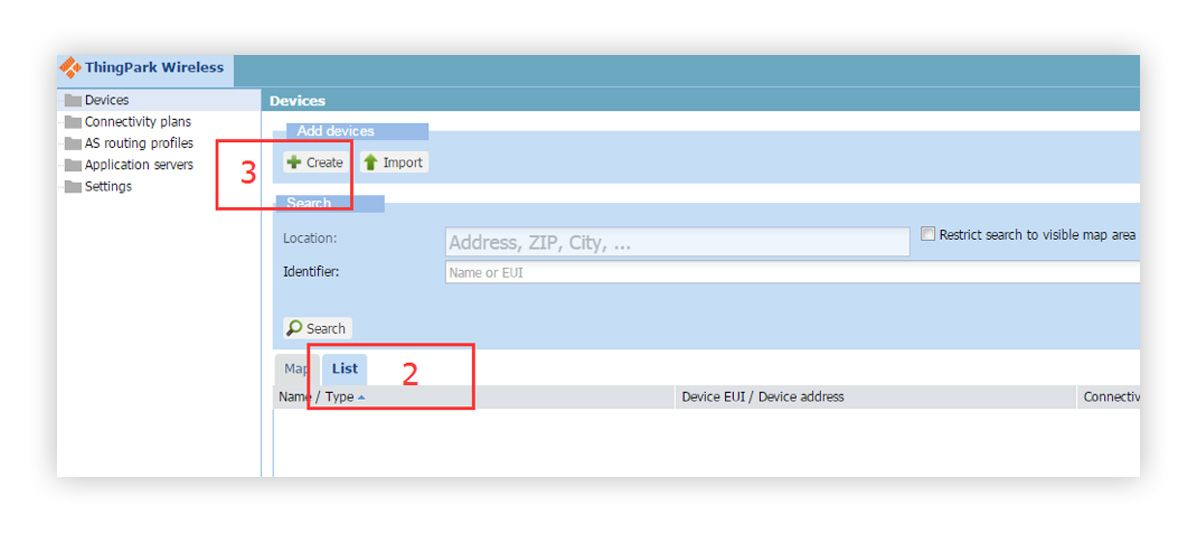 ThingPark Wireless
Devices
Connectivity plans
AS routing profiles
Application servers
Settings
Devices
Add devices
3
Create
Import
Search
Location:
Address, ZIP, City, ...
Restrict search to visible map area
Identifier:
Name or EUI
Search
Map
List
2
Name / Type
Device EUI / Device address
Connectiv